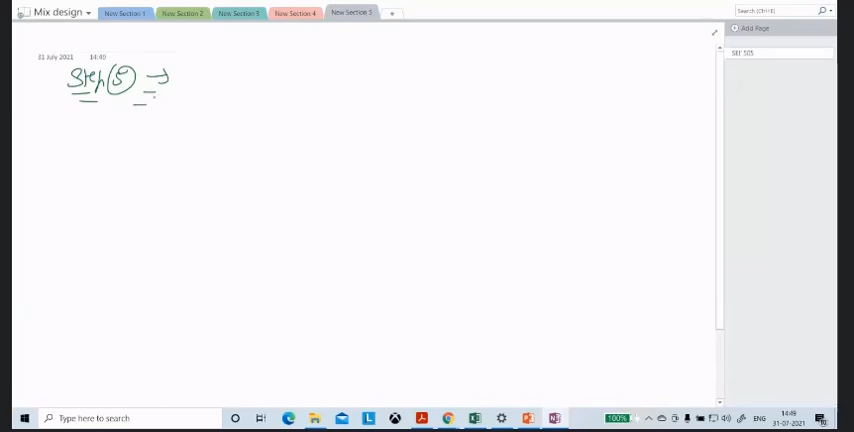 Mix design
New Section 1
New Section 2
New Section 3
New Section 4
New Section 5
+
Search (Ctrl+E)
Add Page
31 July 2021 14:49
Step 5 →
Type here to search
100%
ENG
14:49
31-07-2021